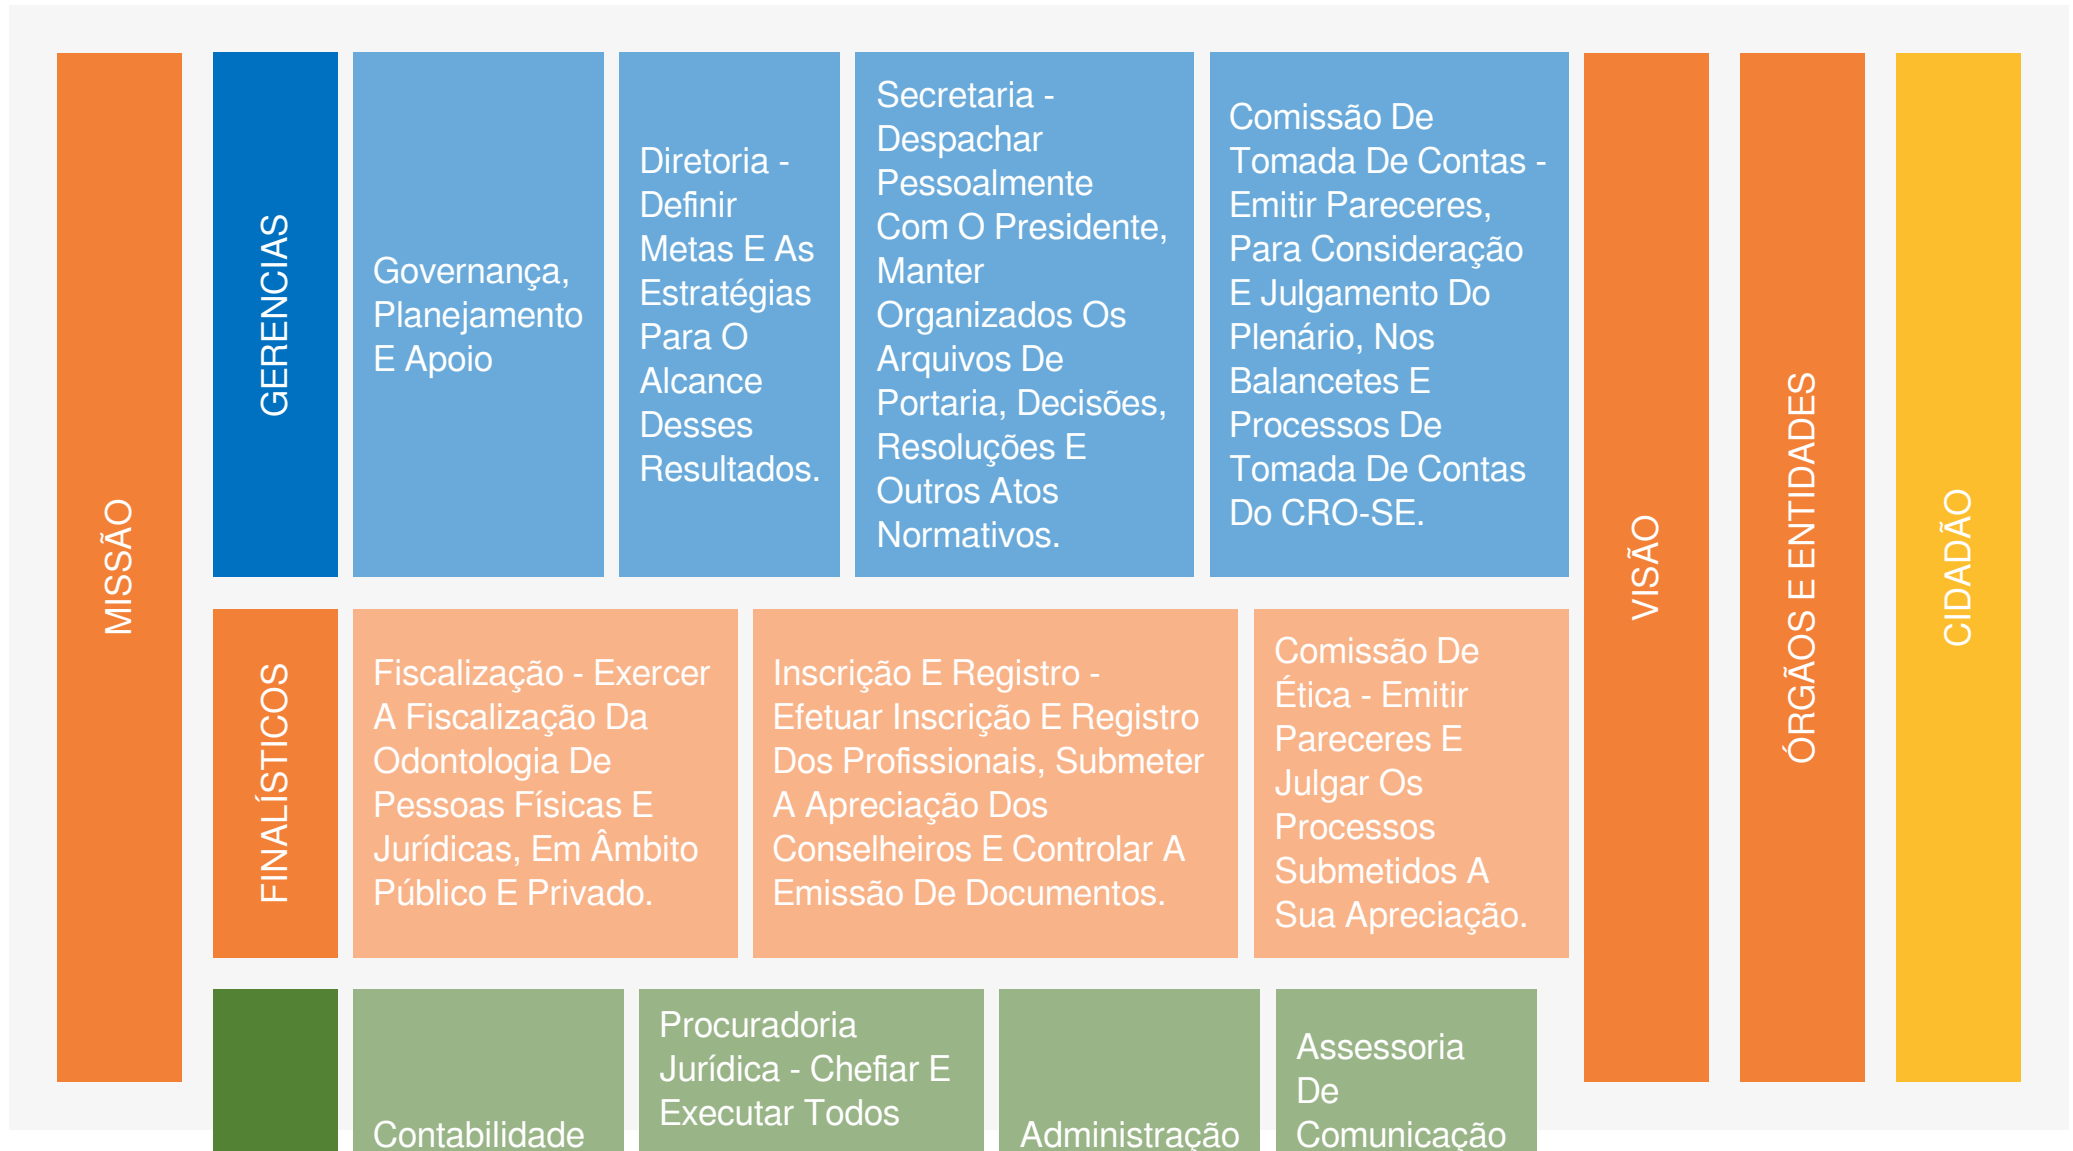 MISSÃO
GERENCIAS
Governança,
Planejamento
E Apoio
Diretoria -
Definir
Metas E As
Estratégias
Para O
Alcance
Desses
Resultados.
Secretaria -
Despachar
Pessoalmente
Com O Presidente,
Manter
Organizados Os
Arquivos De
Portaria, Decisões,
Resoluções E
Outros Atos
Normativos.
Comissão De
Tomada De Contas -
Emitir Pareceres,
Para Consideração
E Julgamento Do
Plenário, Nos
Balancetes E
Processos De
Tomada De Contas
Do CRO-SE.
FINALÍSTICOS
Fiscalização - Exercer
A Fiscalização Da
Odontologia De
Pessoas Físicas E
Jurídicas, Em Âmbito
Público E Privado.
Inscrição E Registro -
Efetuar Inscrição E Registro
Dos Profissionais, Submeter
A Apreciação Dos
Conselheiros E Controlar A
Emissão De Documentos.
Comissão De
Ética - Emitir
Pareceres E
Julgar Os
Processos
Submetidos A
Sua Apreciação.
Contabilidade
Procuradoria
Jurídica - Chefiar E
Executar Todos
Administração
Assessoria
De
Comunicação
VISÃO
ÓRGÃOS E ENTIDADES
CIDADÃO